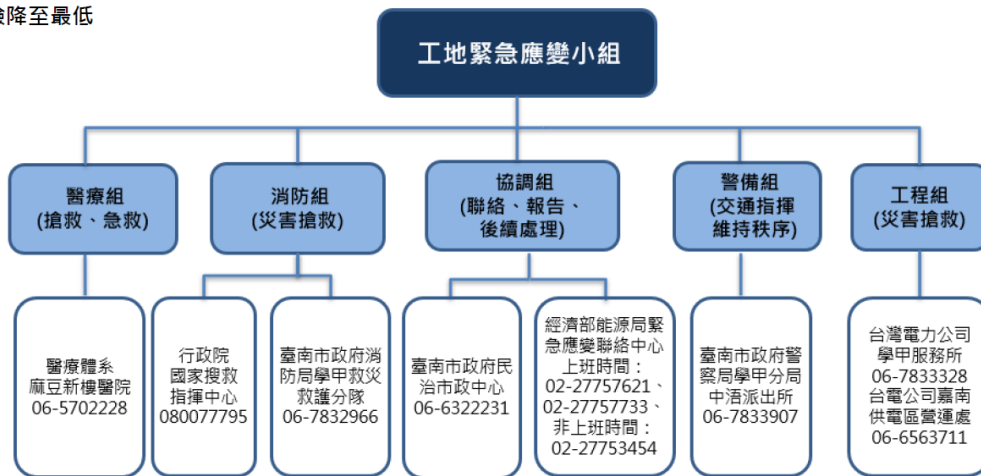 險降至最低
工地緊急應變小組
醫療組
(搶救、急救)
消防組
(災害搶救)
協調組
(聯絡、報告、
後續處理)
警備組
(交通指揮
維持秩序)
工程組
(災害搶救)
醫療體系
麻豆新樓醫院
06-5702228
行政院
國家搜救
指揮中心
080077795
臺南市政府消
防局學甲救災
救護分隊
06-7832966
臺南市政府民
治市政中心
06-6322231
經濟部能源局緊
急應變聯絡中心
上班時間：
02-27757621、
02-27757733、
非上班時間：
02-27753454
臺南市政府警
察局學甲分局
中洲派出所
06-7833907
台灣電力公司
學甲服務所
06-7833328
台電公司嘉南
供電區營運處
06-6563711